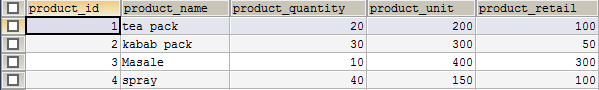 product_id product_name product_quantity product_unit product_retail
1 tea pack 20 200 100
2 kabab pack 30 300 50
3 Masale 10 400 300
4 spray 40 150 100